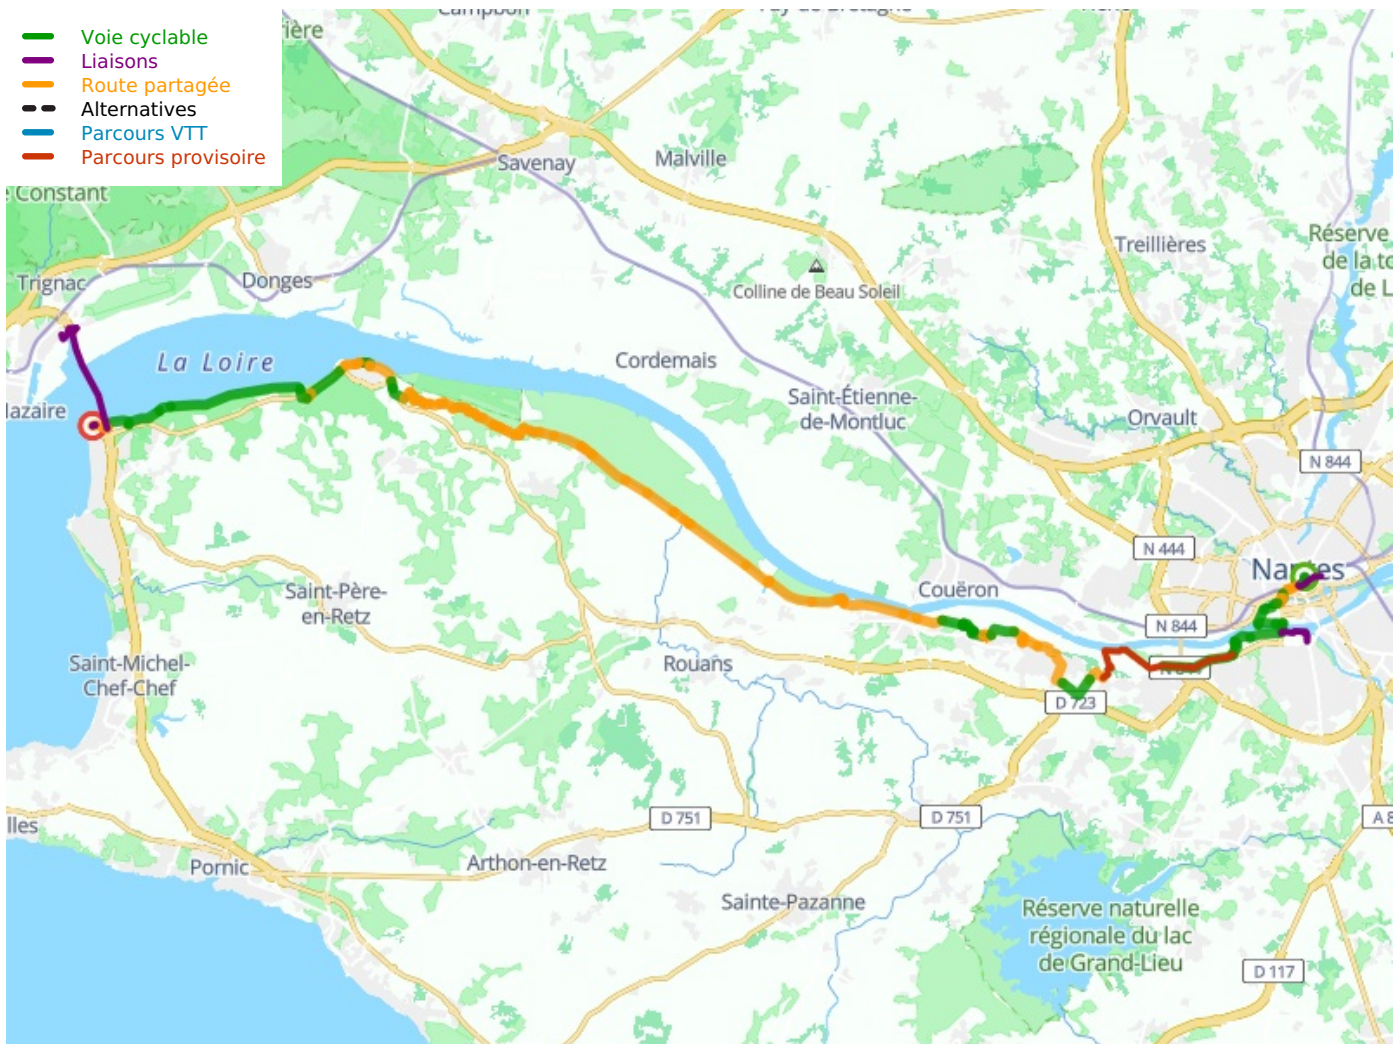 Voie cyclable
Liaisons
Route partagée
Alternatives
Parcours VTT
Parcours provisoire
Savenay
Malville
Treillières
Réserve
de la to
de L
Constant
Trignac
Donges
Colline de Beau Soleil
La Loire
Cordemais
Saint-Étienne-
de-Montluc
Orvault
azaire
N 844
N 444
Nantes
Couëron
Saint-Père-
en-Retz
N 844
Rouans
Saint-Michel-
Chef-Chef
D 723
D 751
D 751
A 8
lles
Pornic
Arthon-en-Retz
Sainte-Pazanne
Réserve naturelle
régionale du lac
de Grand-Lieu
D 117